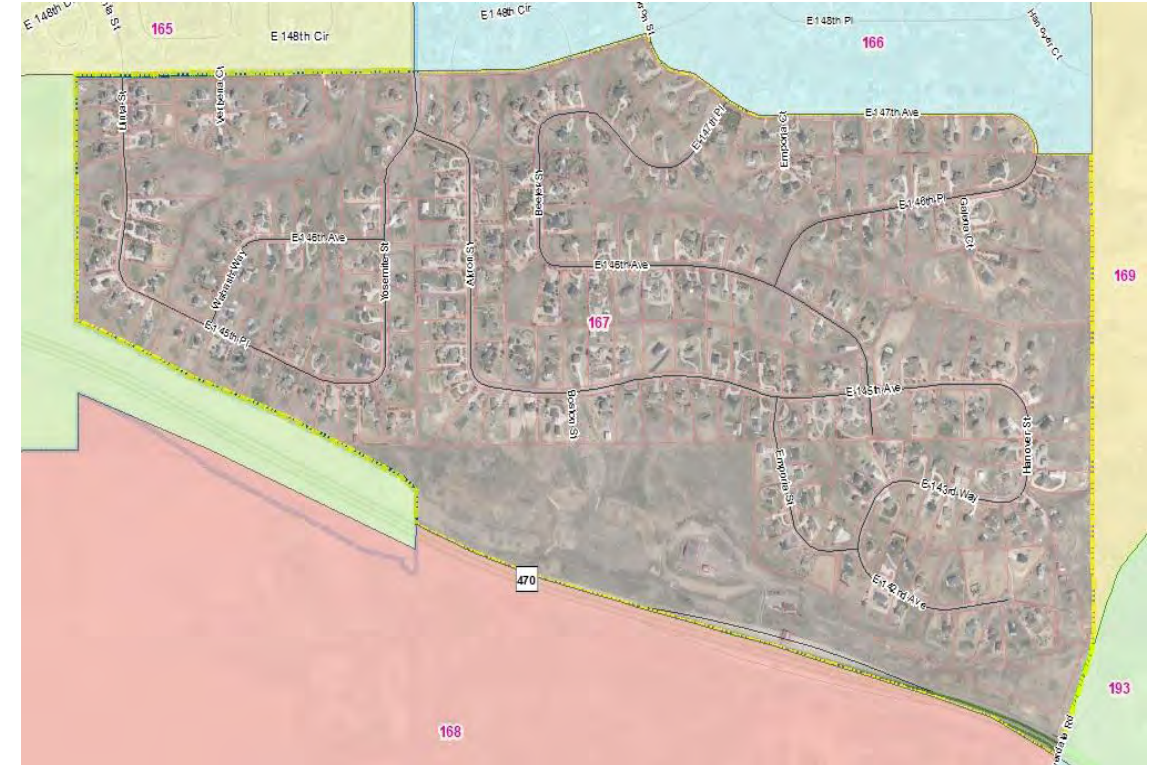 E 148th Cir
165
E 148th Cir
E 148th Cir
E 148th Pl
166
Hanover Ct
Verbena Ct
E 147th Pl
E 147th Ave
Emporia Ct
Beeler St
E 146th Pl
Galena Ct
E 146th Ave
Wabash Way
Yosemite St
Akron St
E 146th Ave
169
167
E 145th Pl
E 145th Ave
Boston St
Hanover St
Emporia St
E 143rd Way
470
E 142nd Ave
193
168